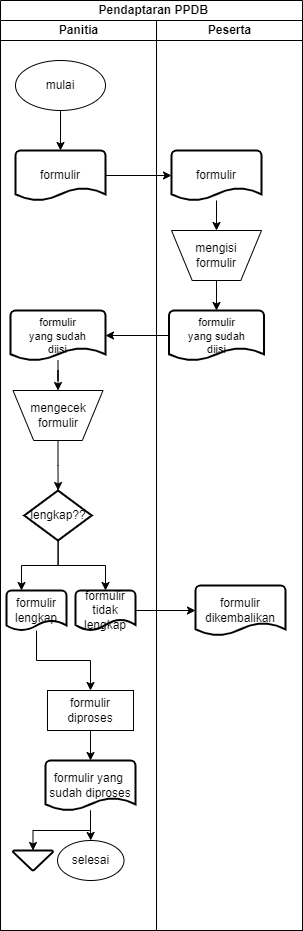 Pendaptaran PPDB
Panitia
Peserta
mulai
formulir
formulir
mengisi
formulir
formulir
yang sudah
diisi
formulir
yang sudah
diisi
mengecek
formulir
lengkap??
formulir
lengkap
formulir
tidak
lengkap
formulir
dikembalikan
formulir
diproses
formulir yang
sudah diproses
selesai